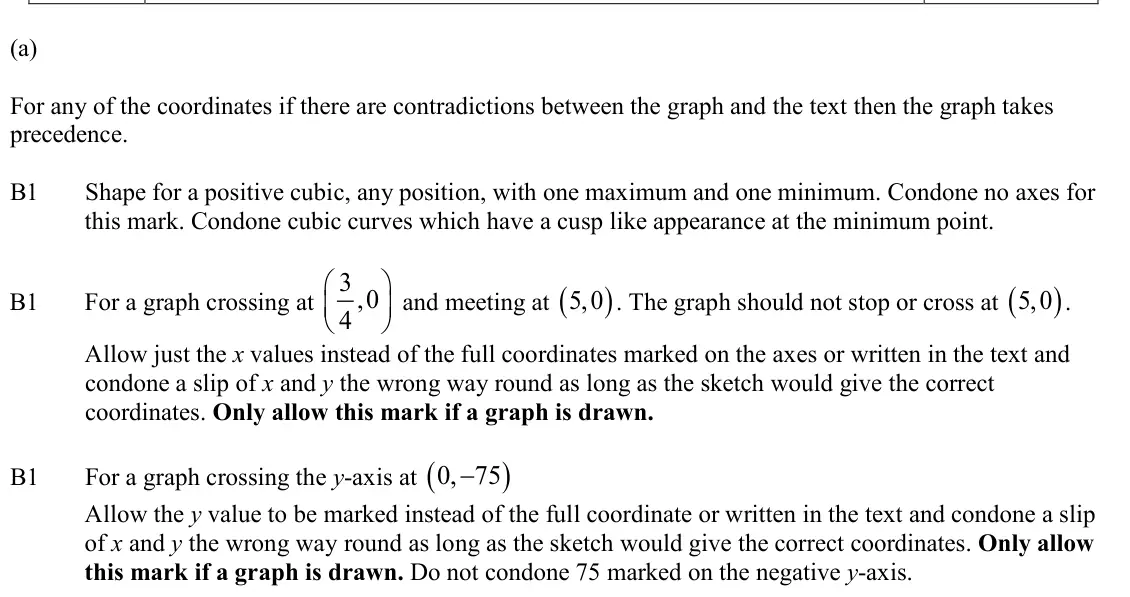 (a)
For any of the coordinates if there are contradictions between the graph and the text then the graph takes
precedence.
B1 Shape for a positive cubic, any position, with one maximum and one minimum. Condone no axes for
this mark. Condone cubic curves which have a cusp like appearance at the minimum point.
B1 For a graph crossing at (3/4,0) and meeting at (5,0). The graph should not stop or cross at (5,0).
Allow just the x values instead of the full coordinates marked on the axes or written in the text and
condone a slip of x and y the wrong way round as long as the sketch would give the correct
coordinates. Only allow this mark if a graph is drawn.
B1 For a graph crossing the y-axis at (0,−75)
Allow the y value to be marked instead of the full coordinate or written in the text and condone a slip
of x and y the wrong way round as long as the sketch would give the correct coordinates. Only allow
this mark if a graph is drawn. Do not condone 75 marked on the negative y-axis.